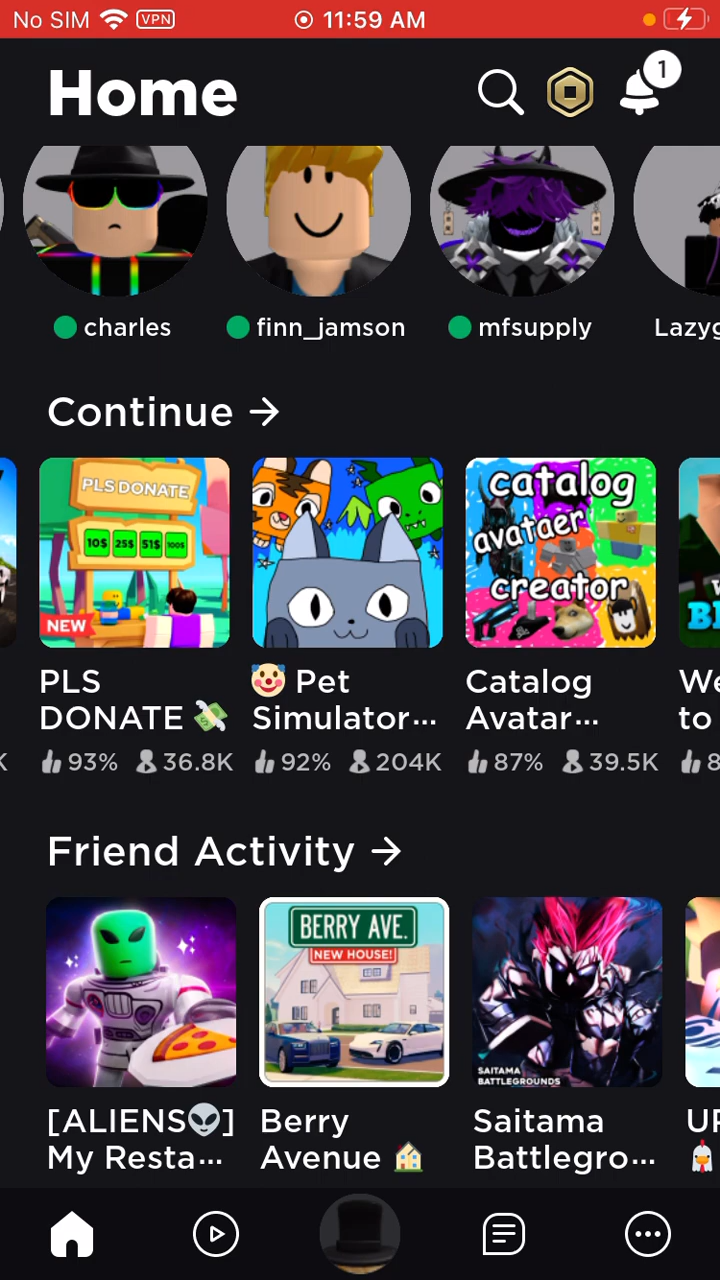 No SIM VPN 11:59 AM
Home
1
charles finn_jamson mfsupply
Continue →
PLS DONATE
10$ 25$ 51$ 100$
NEW
catalog
avataer
creator
PLS
DONATE 💸
🤡 Pet
Simulator...
Catalog
Avatar...
We
to
93% 36.8K 92% 204K 87% 39.5K
Friend Activity →
BERRY AVE.
NEW HOUSE!
SAITAMA
BATTLEGROUNDS
[ALIENS👽]
My Resta...
Berry
Avenue 🏠
Saitama
Battlegro...